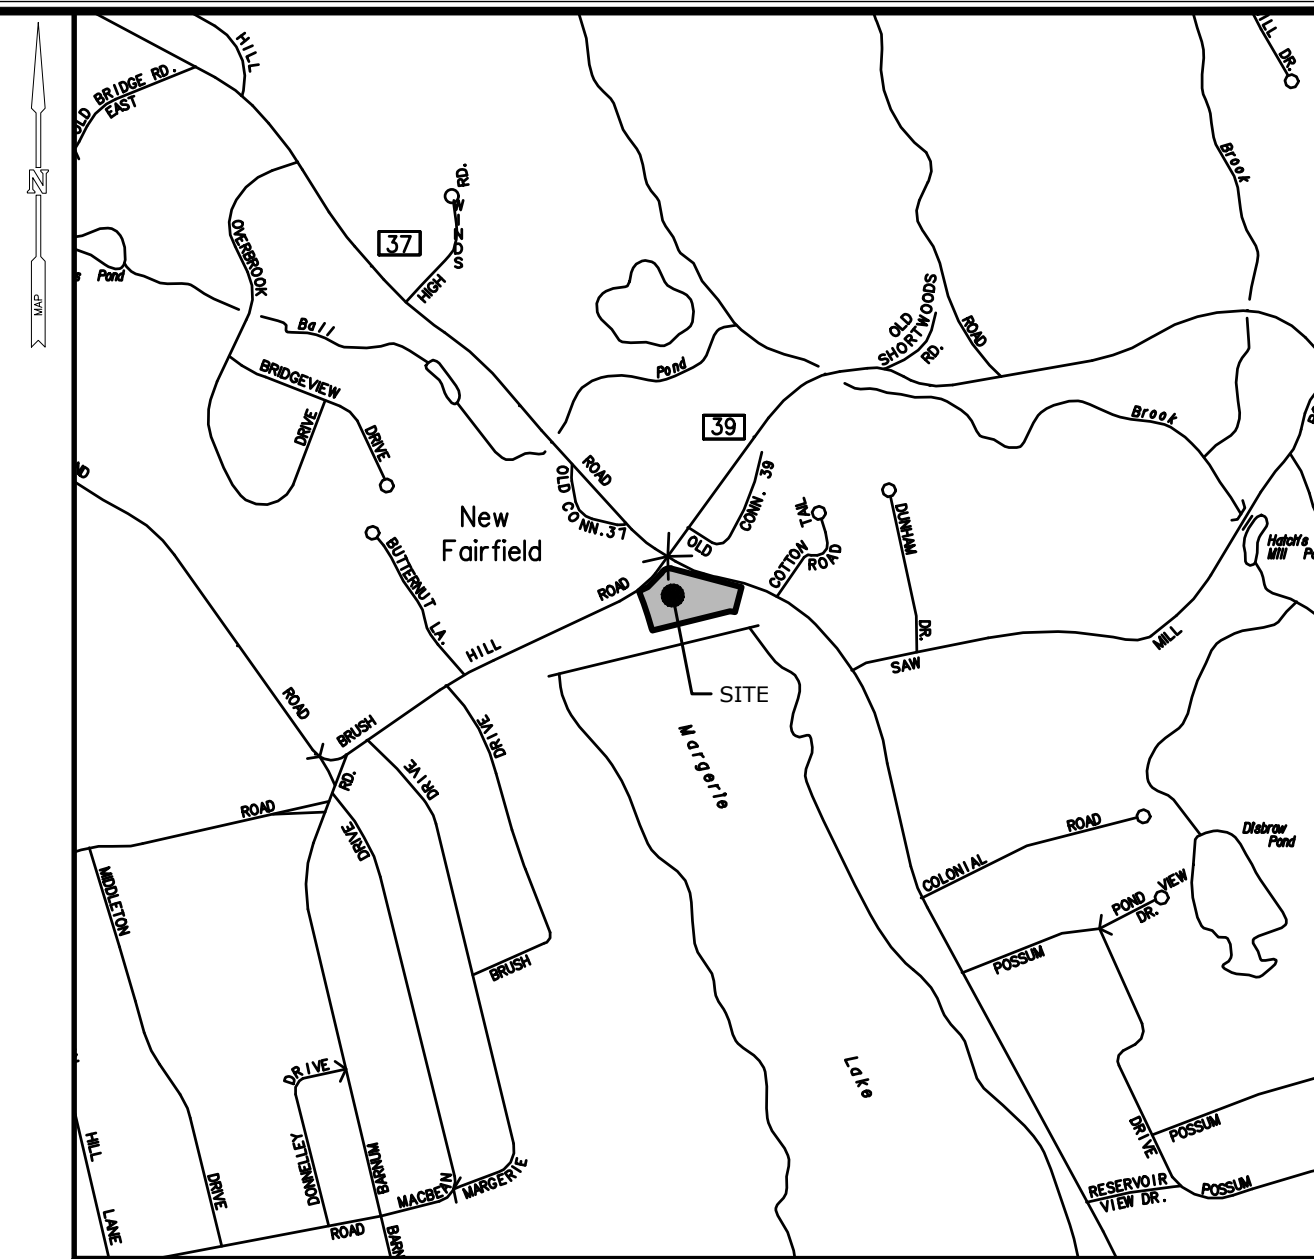 HILL
ILL DR.
OLD BRIDGE RD.
EAST
N
MAP
RD.
WINDS
HIGH
37
OVERBROOK
Pond
Brook
Ball
BRIDGEVIEW
DRIVE
DRIVE
Pond
OLD
SHORTWOODS
RD.
ROAD
39
Brook
ROAD
OLD CONN.37
CONN. 39
OLD
New
Fairfield
COTTON
TAIL
ROAD
DUNHAM
DR.
Hatch's
Mill
BUTTERNUT
LA.
ROAD
HILL
BRUSH
SAW
MILL
SITE
ROAD
RD.
DRIVE
DRIVE
DRIVE
ROAD
Margerie
Lake
COLONIAL
ROAD
Disbrow
Pond
POND VIEW
DR.
POSSUM
MIDDLETON
DRIVE
BRUSH
DRIVE
DONNELLEY
BARNUM
MACBEAN
MARGERIE
ROAD
BARN
HILL
LANE
DRIVE
POSSUM
RESERVOIR
VIEW DR.
POSSUM